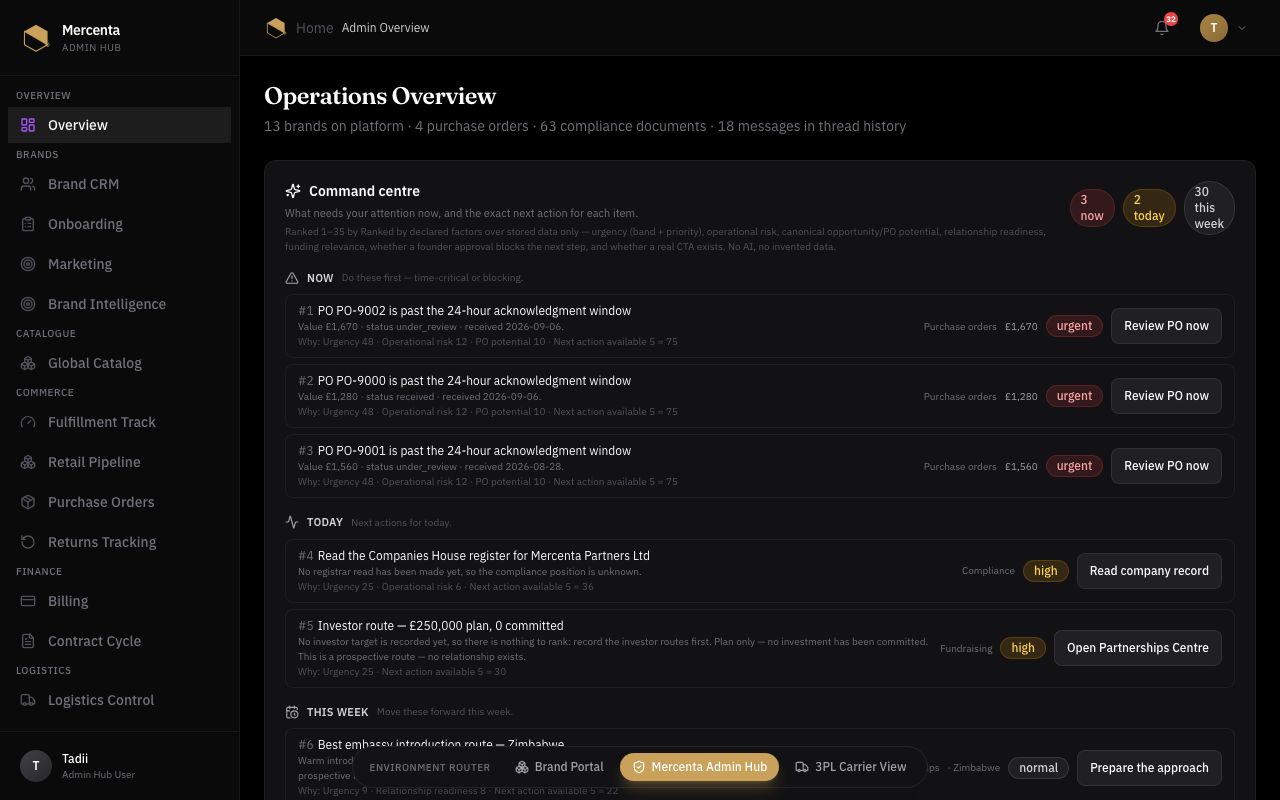 Mercenta
ADMIN HUB
Home Admin Overview
32
T
OVERVIEW
Overview
BRANDS
Brand CRM
Onboarding
Marketing
Brand Intelligence
CATALOGUE
Global Catalog
COMMERCE
Fulfillment Track
Retail Pipeline
Purchase Orders
Returns Tracking
FINANCE
Billing
Contract Cycle
LOGISTICS
Logistics Control
T
Tadii
Admin Hub User
Operations Overview
13 brands on platform · 4 purchase orders · 63 compliance documents · 18 messages in thread history
Command centre
What needs your attention now, and the exact next action for each item.
Ranked 1–35 by Ranked by declared factors over stored data only — urgency (band + priority), operational risk, canonical opportunity/PO potential, relationship readiness,
funding relevance, whether a founder approval blocks the next step, and whether a real CTA exists. No AI, no invented data.
3
now
2
today
30
this
week
NOW Do these first — time-critical or blocking.
#1 PO PO-9002 is past the 24-hour acknowledgment window
Value £1,670 · status under_review · received 2026-09-06.
Why: Urgency 48 · Operational risk 12 · PO potential 10 · Next action available 5 = 75
Purchase orders £1,670 urgent Review PO now
#2 PO PO-9000 is past the 24-hour acknowledgment window
Value £1,280 · status received · received 2026-09-06.
Why: Urgency 48 · Operational risk 12 · PO potential 10 · Next action available 5 = 75
Purchase orders £1,280 urgent Review PO now
#3 PO PO-9001 is past the 24-hour acknowledgment window
Value £1,560 · status under_review · received 2026-08-28.
Why: Urgency 48 · Operational risk 12 · PO potential 10 · Next action available 5 = 75
Purchase orders £1,560 urgent Review PO now
TODAY Next actions for today.
#4 Read the Companies House register for Mercenta Partners Ltd
No registrar read has been made yet, so the compliance position is unknown.
Why: Urgency 25 · Operational risk 6 · Next action available 5 = 36
Compliance high Read company record
#5 Investor route — £250,000 plan, 0 committed
No investor target is recorded yet, so there is nothing to rank: record the investor routes first. Plan only — no investment has been committed.
This is a prospective route — no relationship exists.
Why: Urgency 25 · Next action available 5 = 30
Fundraising high Open Partnerships Centre
THIS WEEK Move these forward this week.
#6 Best embassy introduction route — Zimbabwe
Warm introd
prospective
Why: Urgency 9 · Relationship readiness 8 · Next action available 5 = 22
ps · Zimbabwe normal Prepare the approach
ENVIRONMENT ROUTER Brand Portal Mercenta Admin Hub 3PL Carrier View